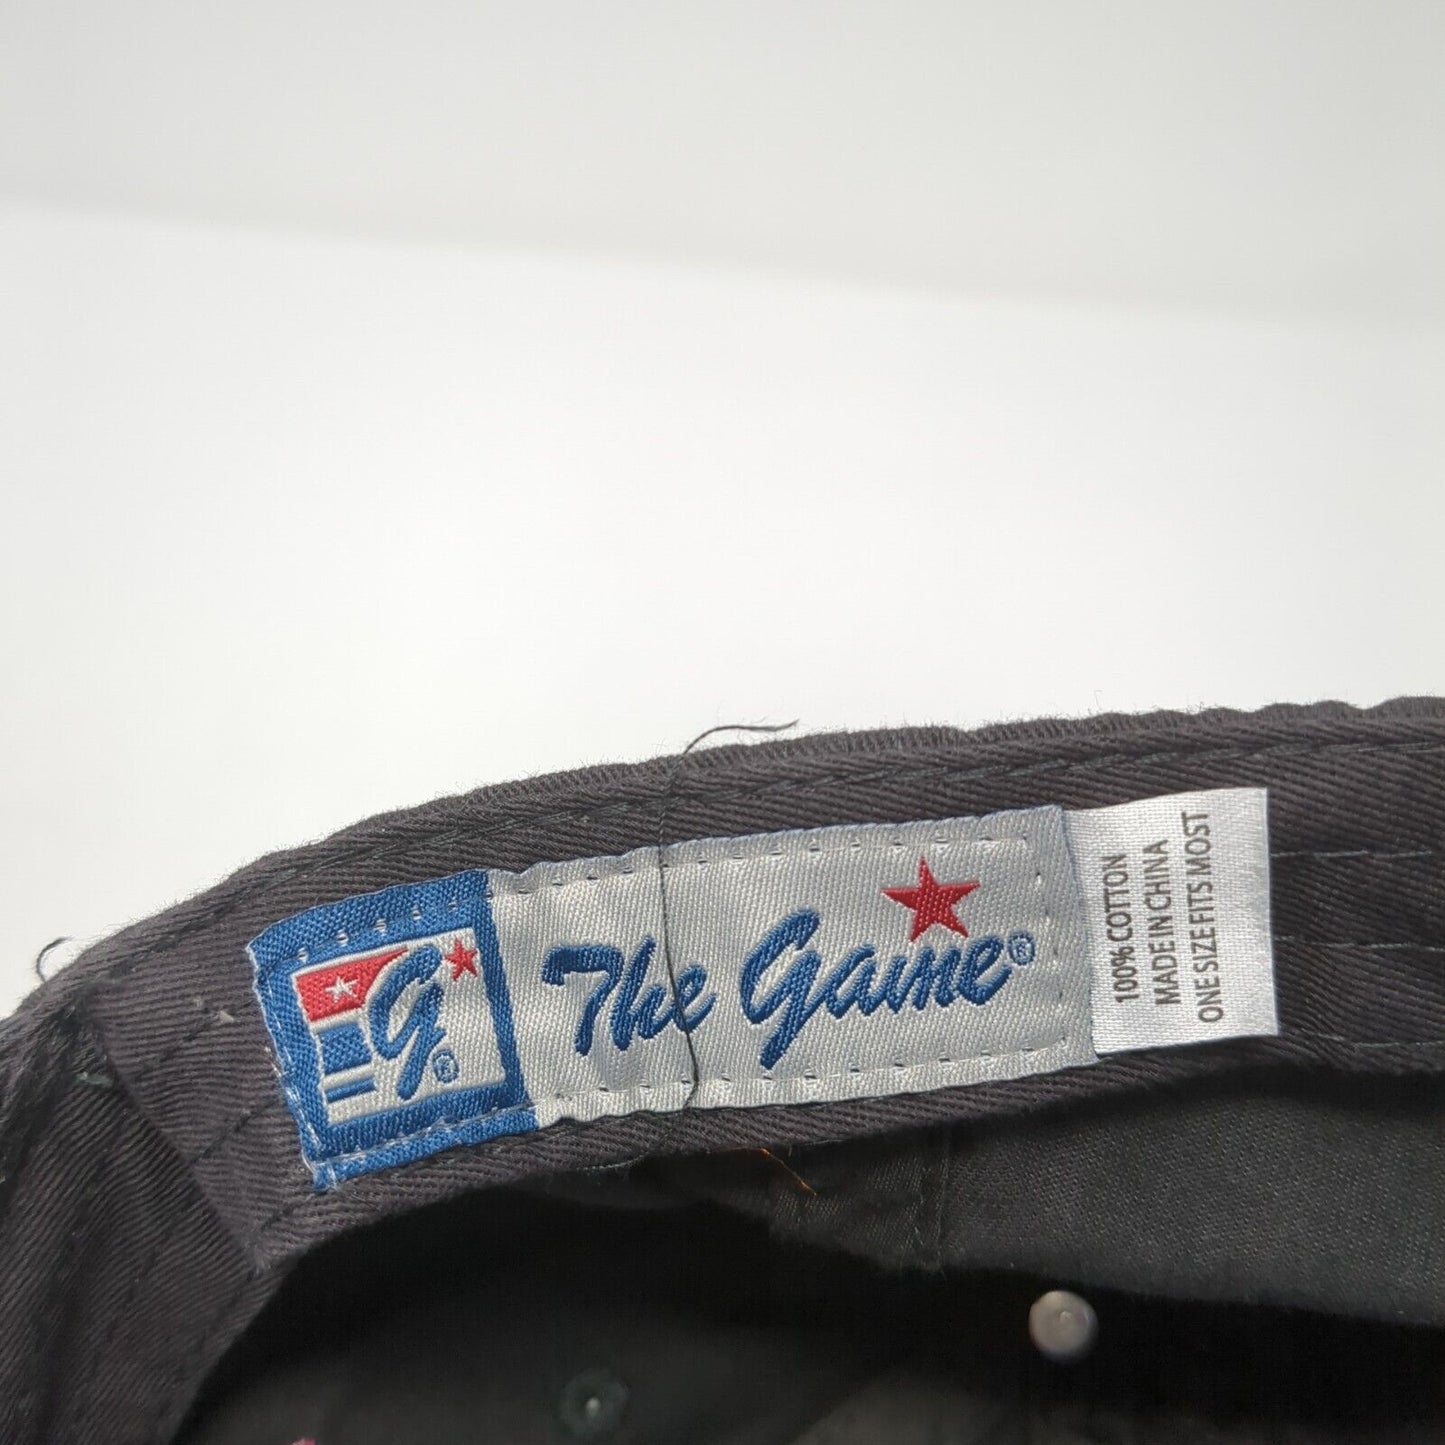 G®
The Game®
100% COTTON
MADE IN CHINA
ONE SIZE FITS MOST